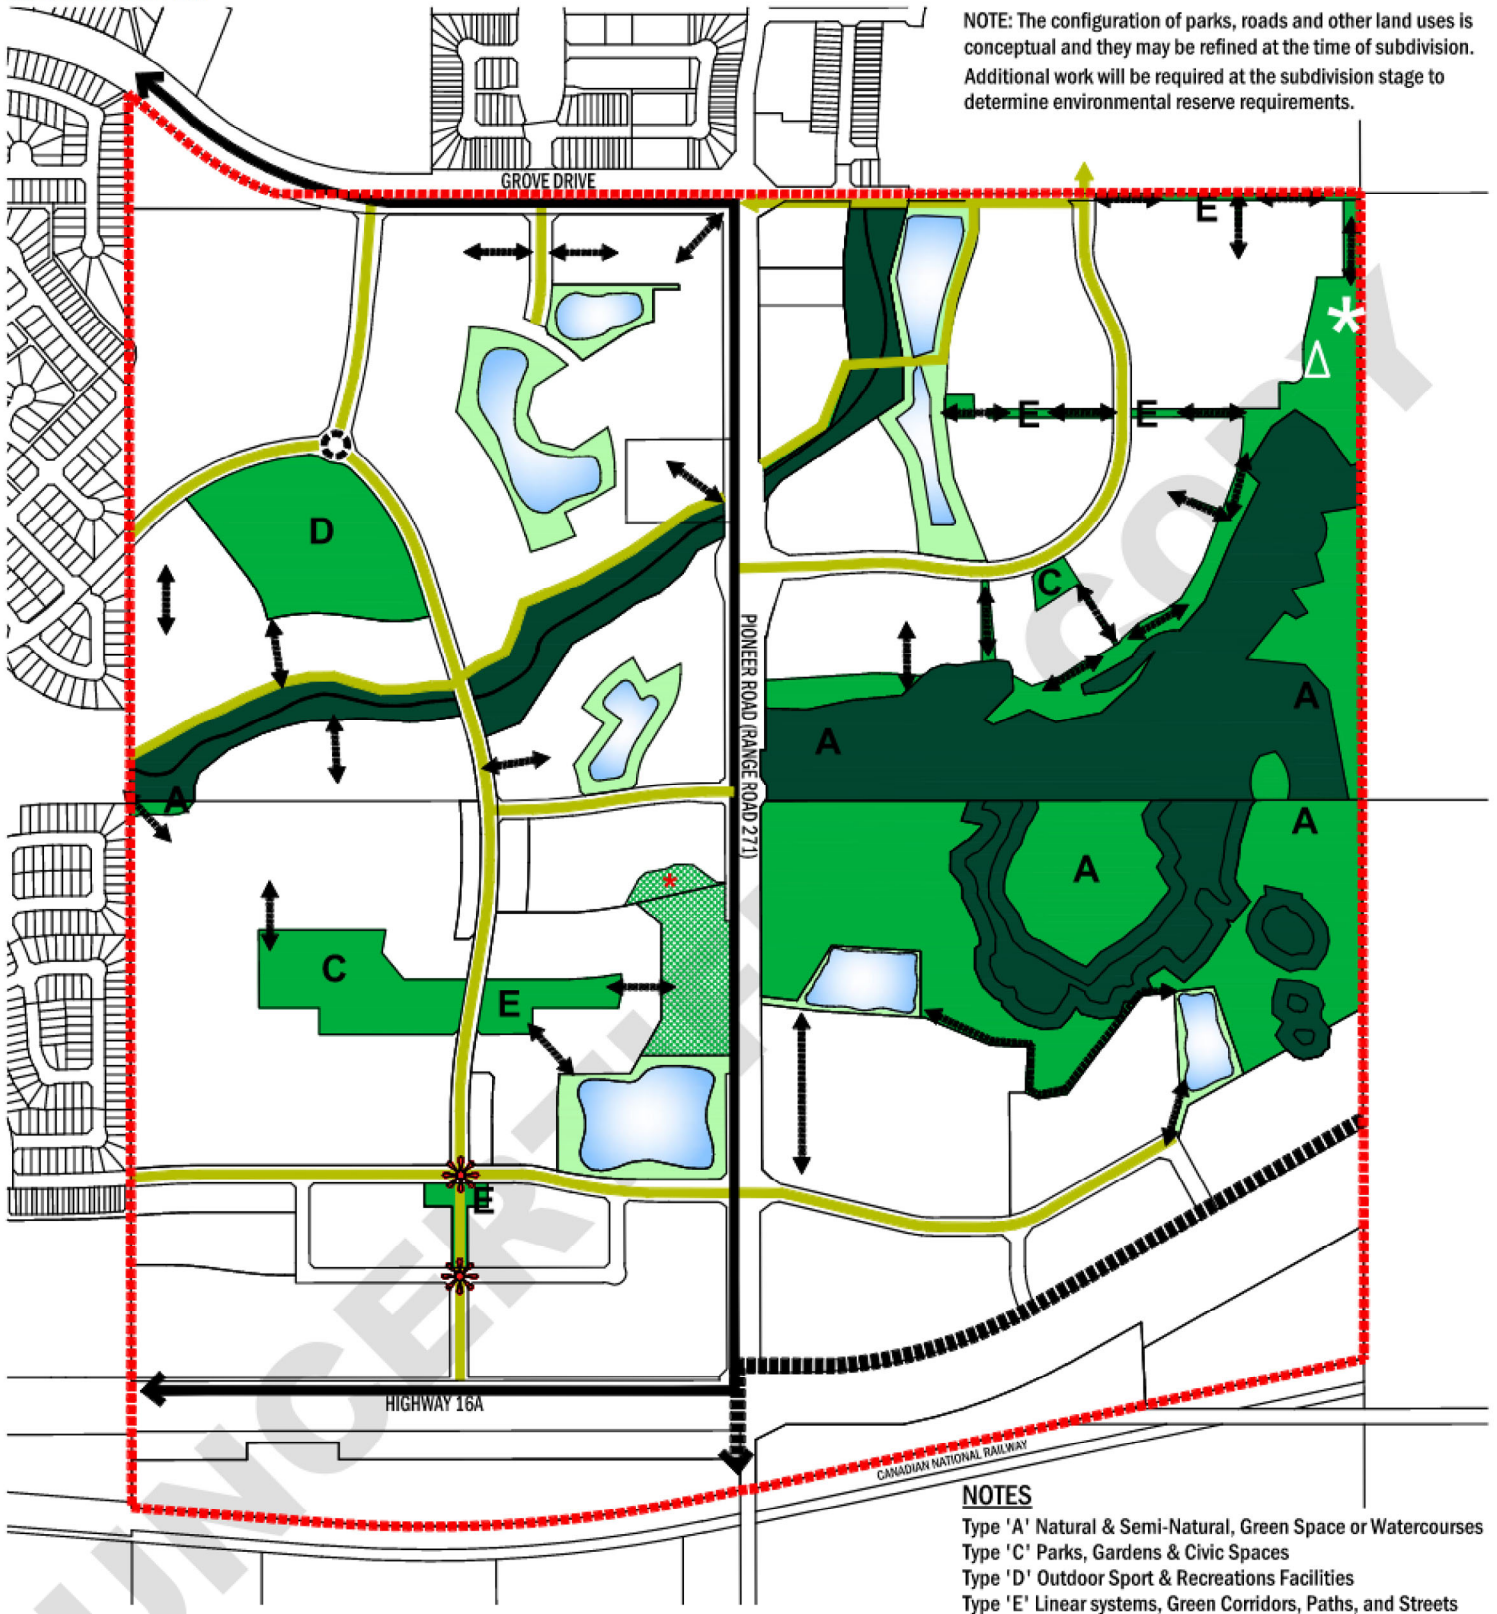 NOTE: The configuration of parks, roads and other land uses is
conceptual and they may be refined at the time of subdivision.
Additional work will be required at the subdivision stage to
determine environmental reserve requirements.
GROVE DRIVE
E
*
Δ
E
E
D
C
PIONEER ROAD (RANGE ROAD 271)
A
A
A
A
A
*
C
E
E
HIGHWAY 16A
CANADIAN NATIONAL RAILWAY
UNCERTIF
COPY
NOTES
Type 'A' Natural & Semi-Natural, Green Space or Watercourses
Type 'C' Parks, Gardens & Civic Spaces
Type 'D' Outdoor Sport & Recreations Facilities
Type 'E' Linear systems, Green Corridors, Paths, and Streets